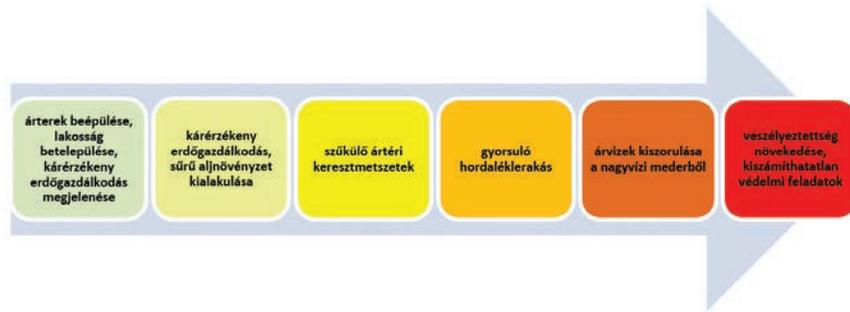 árterek beépülése,
lakosság
betelepülése,
kárérzékeny
erdőgazdálkodás
megjelenése
kárérzékeny
erdőgazdálkodás,
sűrű aljnövényzet
kialakulása
szűkülő ártéri
keresztmetszetek
gyorsuló
hordaléklerakás
árvizek kiszorulása
a nagyvízi mederből
veszélyeztettség
növekedése,
kiszámíthatatlan
védelmi feladatok